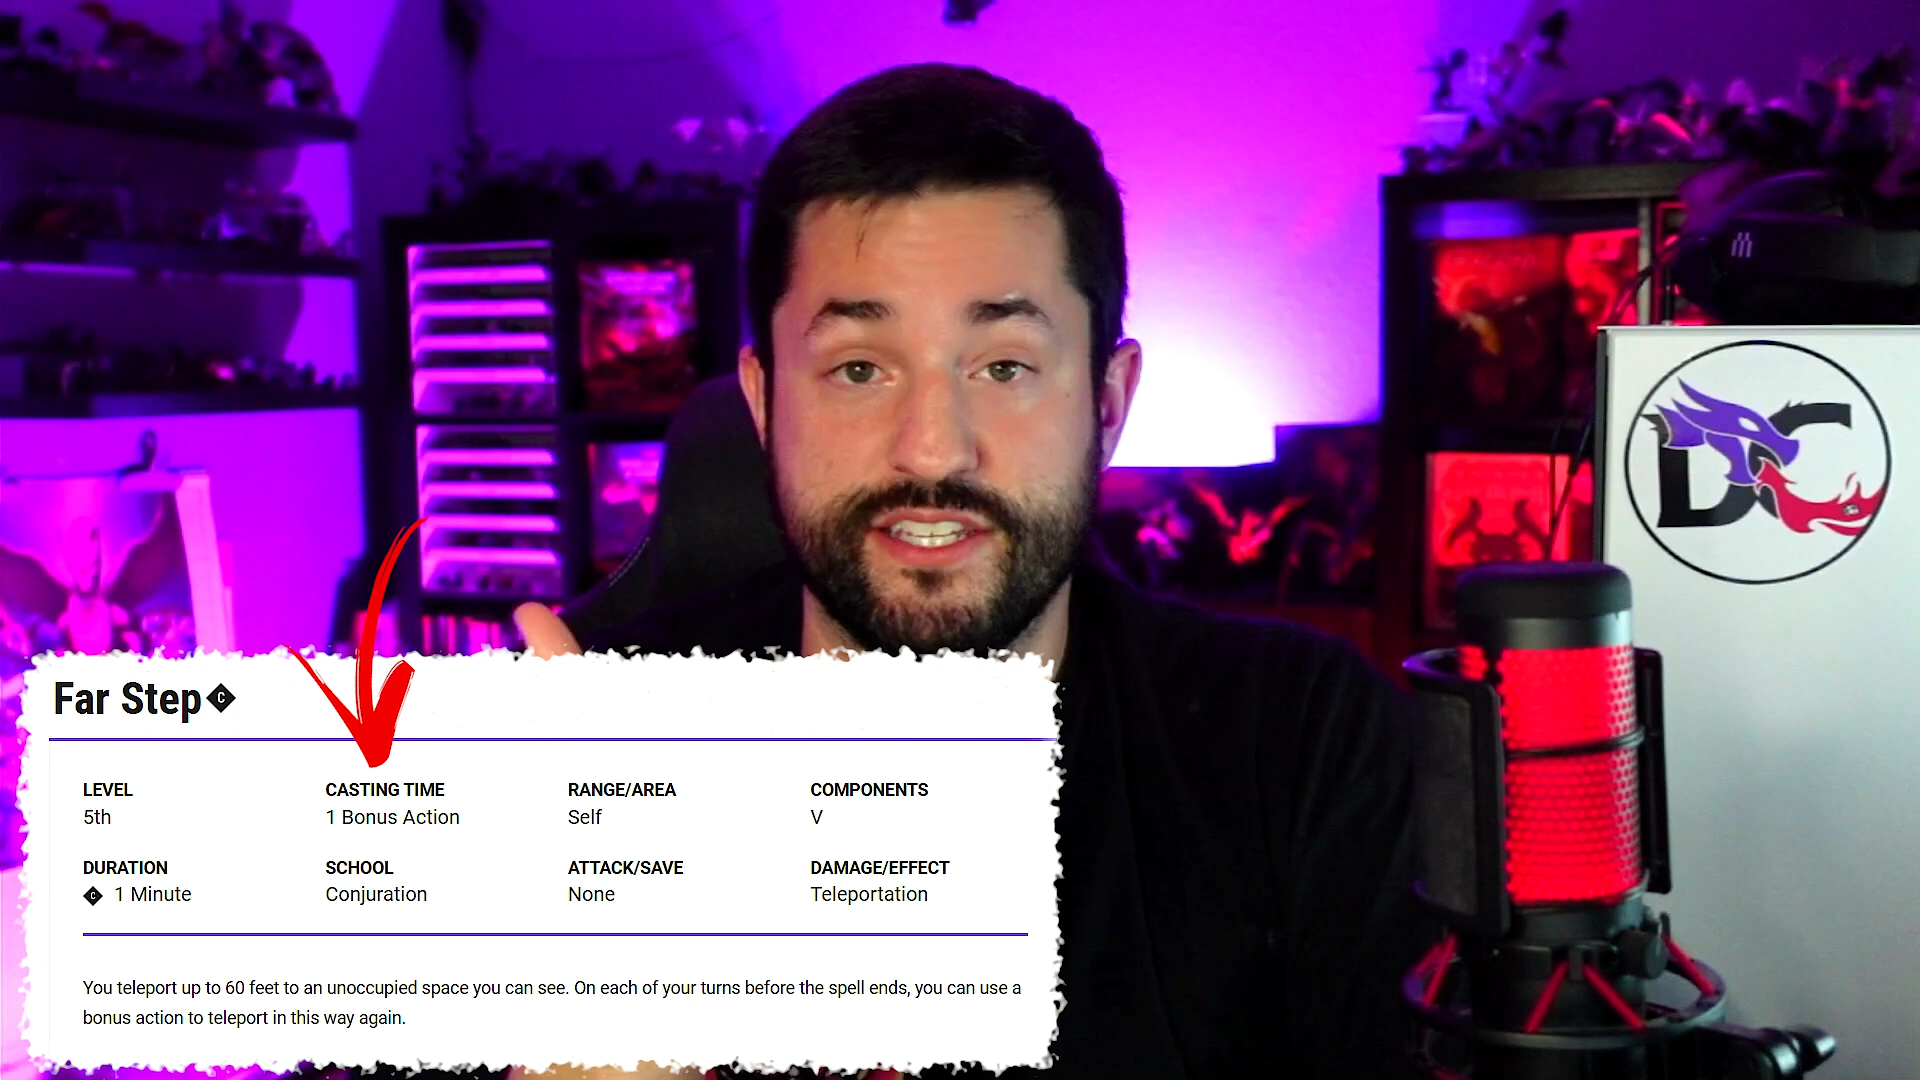 DC
Far Step C
LEVEL CASTING TIME RANGE/AREA COMPONENTS
5th 1 Bonus Action Self V
DURATION SCHOOL ATTACK/SAVE DAMAGE/EFFECT
C 1 Minute Conjuration None Teleportation
You teleport up to 60 feet to an unoccupied space you can see. On each of your turns before the spell ends, you can use a
bonus action to teleport in this way again.